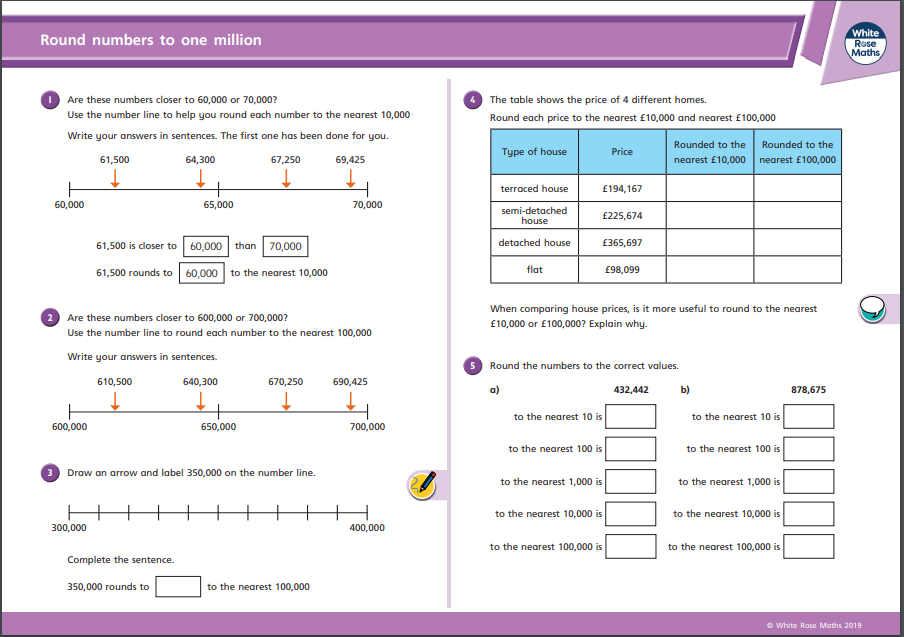 Round numbers to one million
White
Rose
Maths
1 Are these numbers closer to 60,000 or 70,000?
Use the number line to help you round each number to the nearest 10,000
Write your answers in sentences. The first one has been done for you.
61,500 64,300 67,250 69,425
60,000 65,000 70,000
61,500 is closer to 60,000 than 70,000
61,500 rounds to 60,000 to the nearest 10,000
2 Are these numbers closer to 600,000 or 700,000?
Use the number line to round each number to the nearest 100,000
Write your answers in sentences.
610,500 640,300 670,250 690,425
600,000 650,000 700,000
3 Draw an arrow and label 350,000 on the number line.
300,000 400,000
Complete the sentence.
350,000 rounds to to the nearest 100,000
4 The table shows the price of 4 different homes.
Round each price to the nearest £10,000 and nearest £100,000
Type of house Price Rounded to the nearest £10,000 Rounded to the nearest £100,000
terraced house £194,167
semi-detached house £225,674
detached house £365,697
flat £98,099
When comparing house prices, is it more useful to round to the nearest
£10,000 or £100,000? Explain why.
5 Round the numbers to the correct values.
a) 432,442 b) 878,675
to the nearest 10 is to the nearest 10 is
to the nearest 100 is to the nearest 100 is
to the nearest 1,000 is to the nearest 1,000 is
to the nearest 10,000 is to the nearest 10,000 is
to the nearest 100,000 is to the nearest 100,000 is
© White Rose Maths 2019